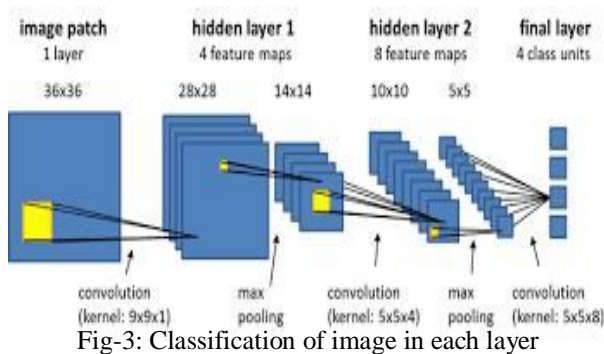 image patch hidden layer 1 hidden layer 2 final layer
1 layer 4 feature maps 8 feature maps 4 class units
36x36 28x28 14x14 10x10 5x5
convolution max convolution max convolution
(kernel: 9x9x1) pooling (kernel: 5x5x4) pooling (kernel: 5x5x8)
Fig-3: Classification of image in each layer